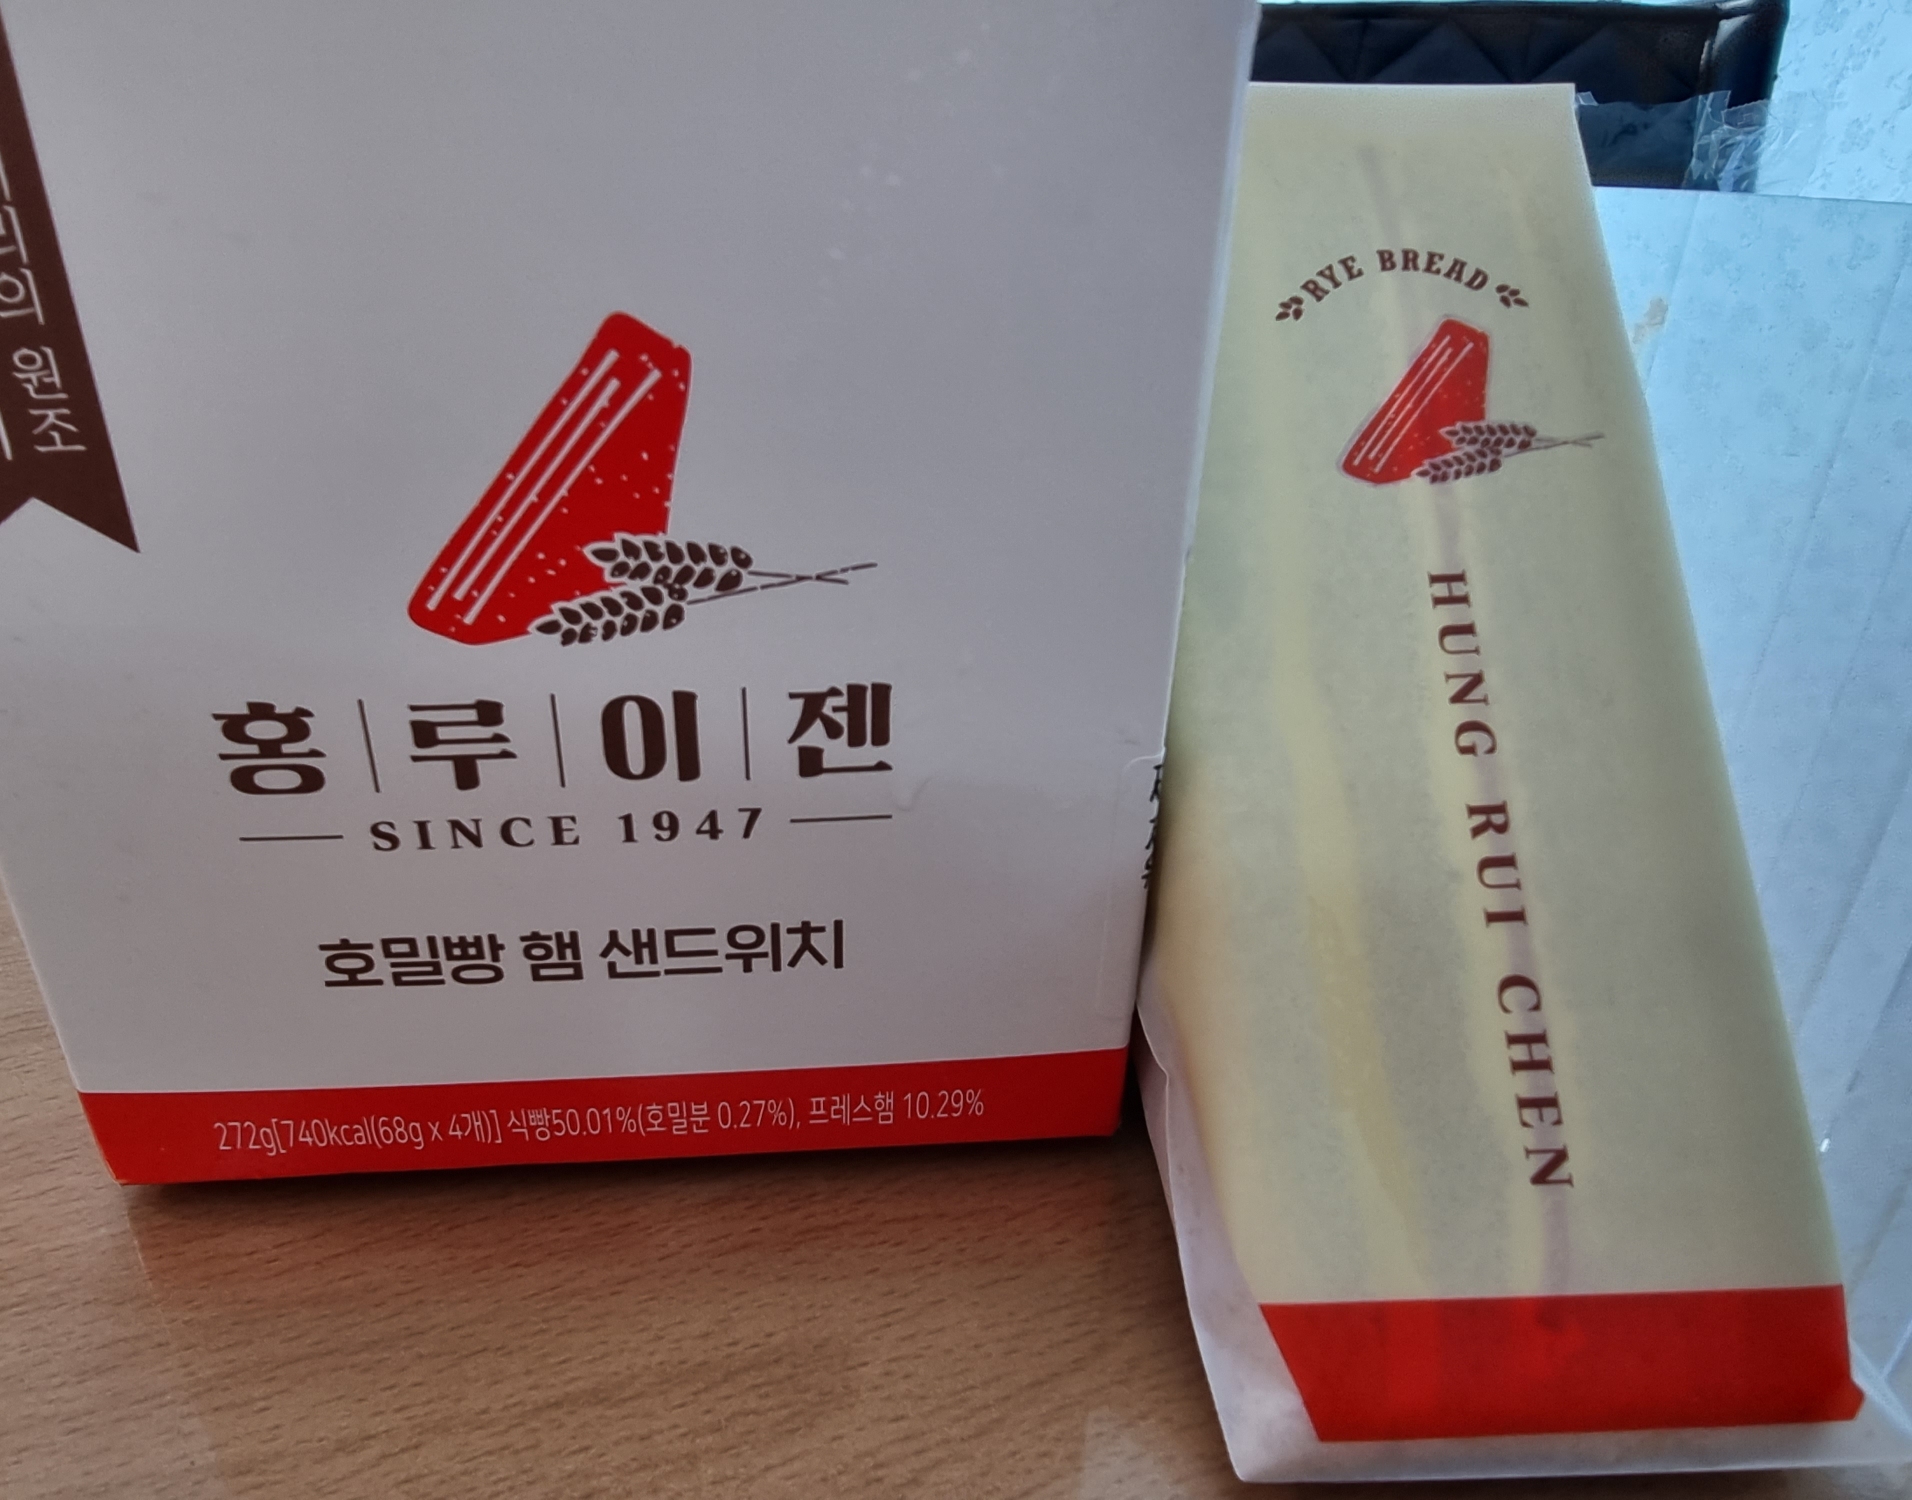 원조
홍루이젠
SINCE 1947
호밀빵 햄 샌드위치
272g[740kcal(68g x 4개)] 식빵50.01%(호밀분 0.27%), 프레스햄 10.29%
RYE BREAD
HUNG RUI CHEN